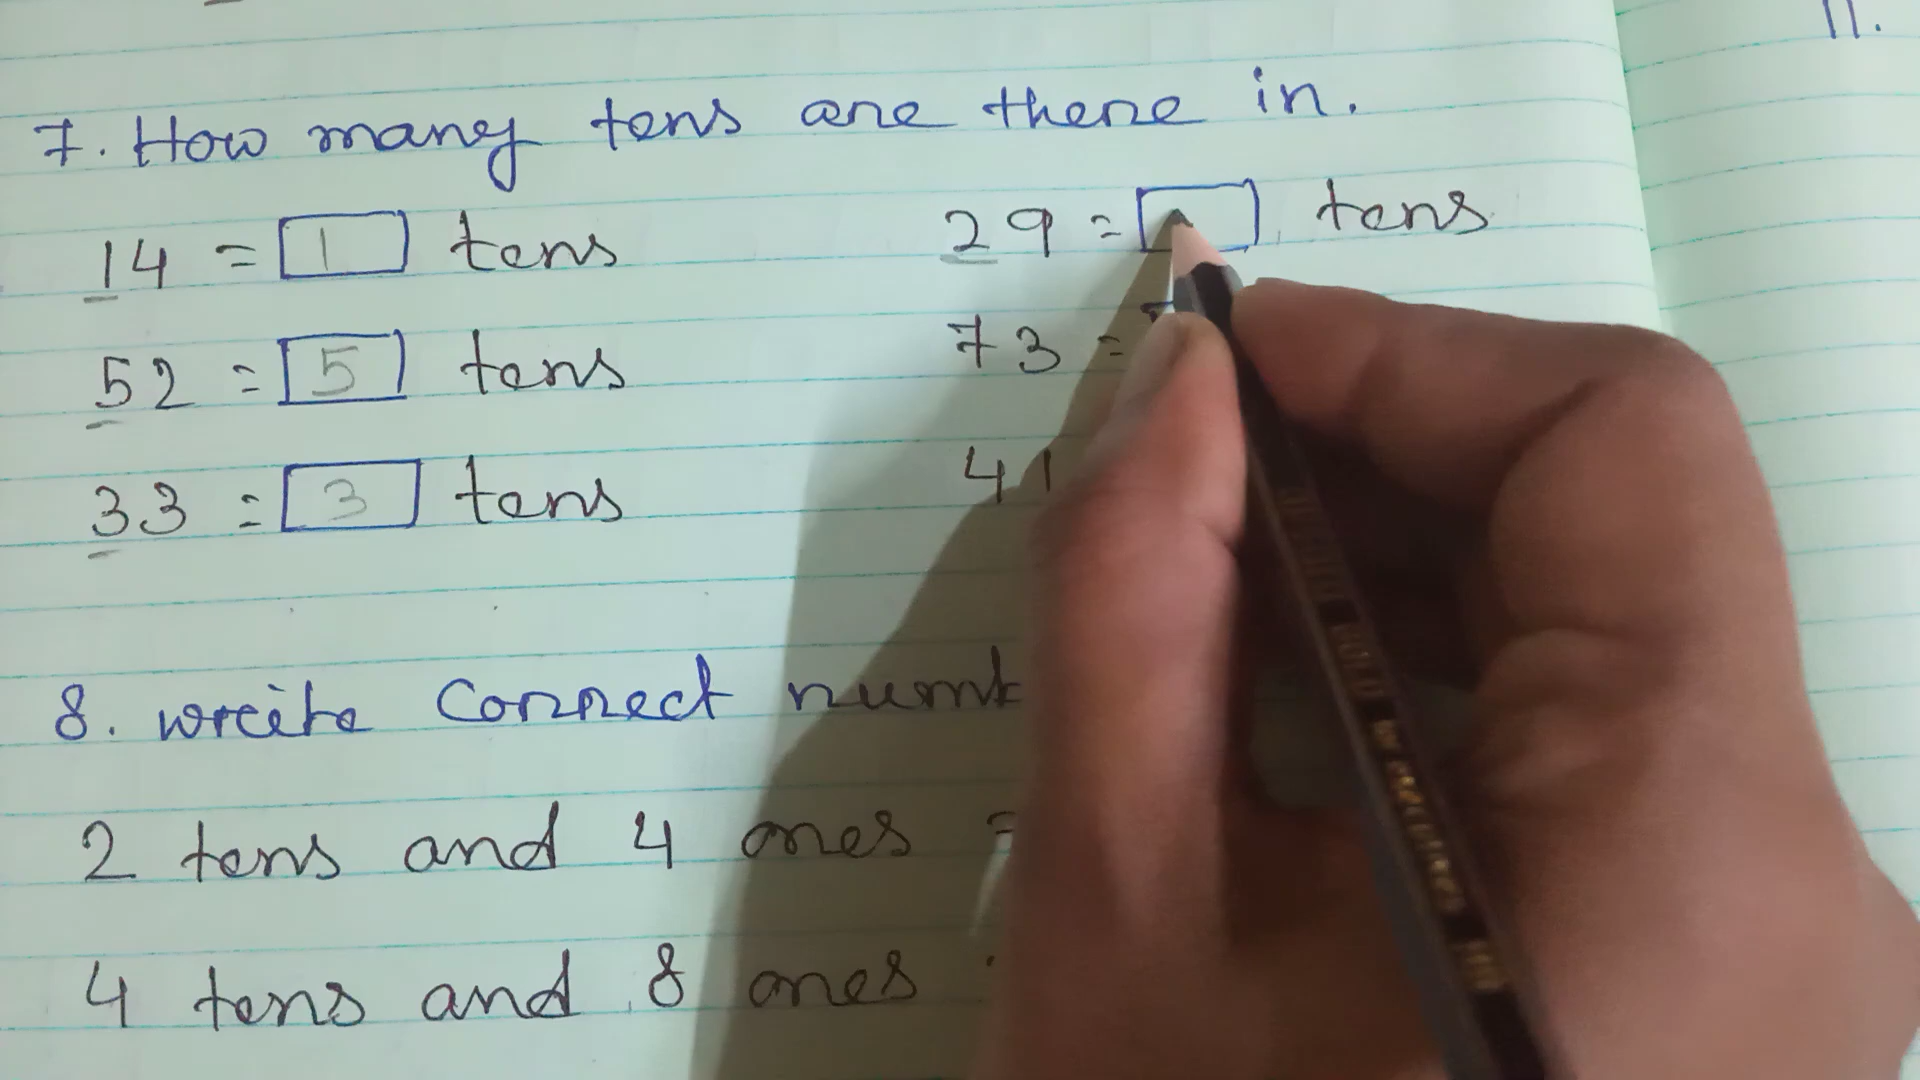 11.
7. How many tens are there in.
14 = 1 tens 29 = tens
52 = 5 tens 73 =
33 = 3 tens 41
8. write correct
2 tens and 4 ones =
4 tens and 8 ones